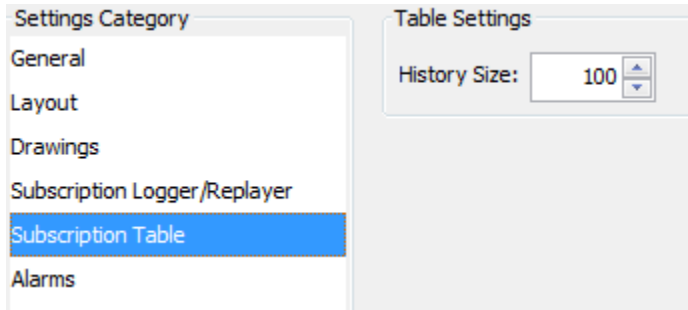 Settings Category
General
Layout
Drawings
Subscription Logger/Replayer
Subscription Table
Alarms
Table Settings
History Size: 100